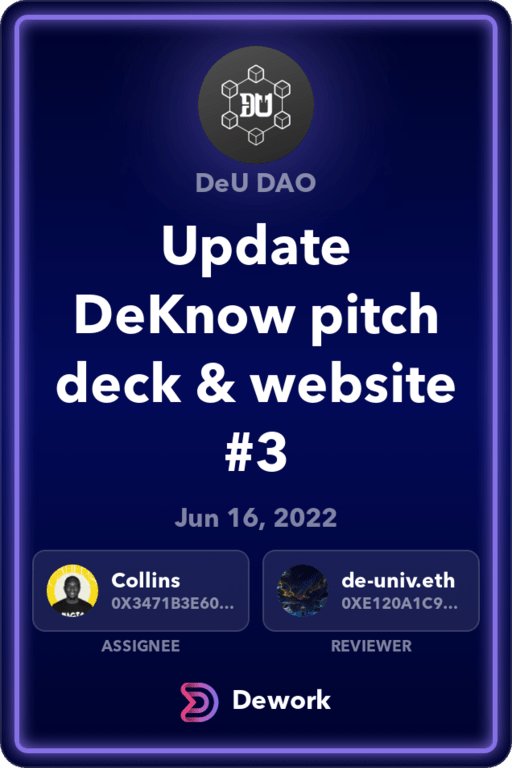 DU
DeU DAO
Update
DeKnow pitch
deck & website
#3
Jun 16, 2022
Collins
0X3471B3E60...
de-univ.eth
0XE120A1C9...
ASSIGNEE
REVIEWER
Dework